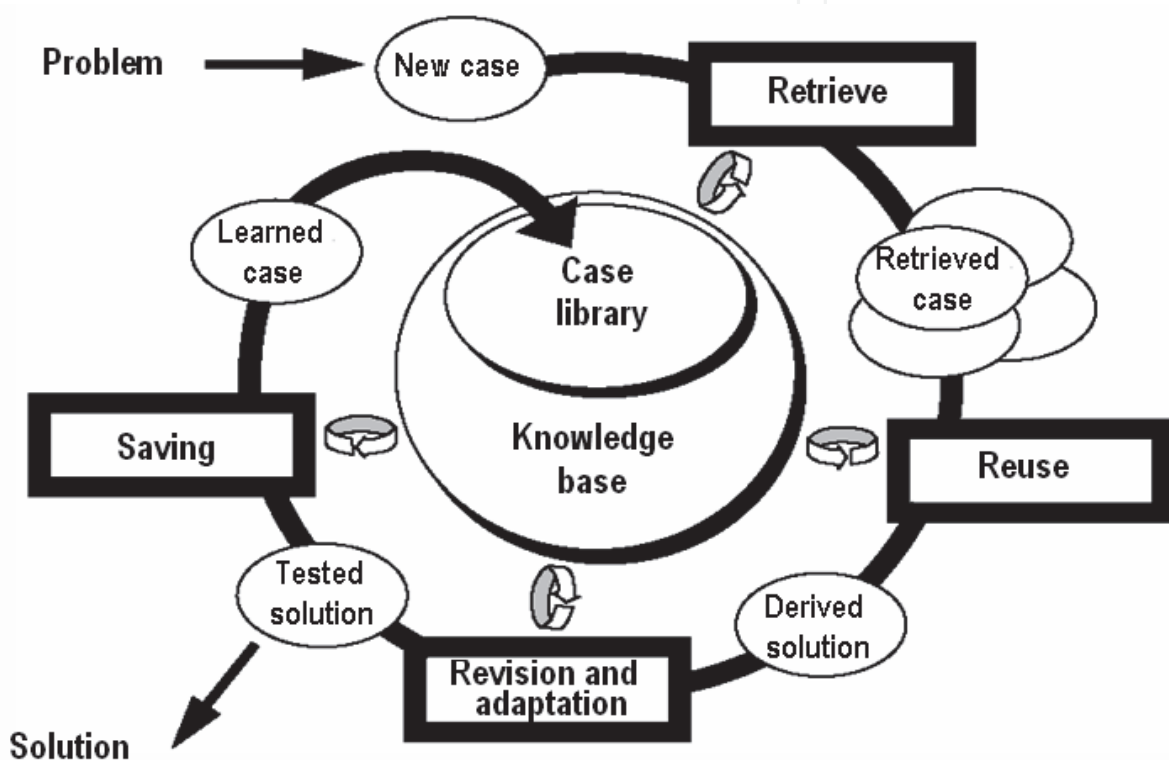 Problem
New case
Retrieve
Learned
case
Case
library
Retrieved
case
Knowledge
base
Saving
Reuse
Tested
solution
Derived
solution
Revision and
adaptation
Solution